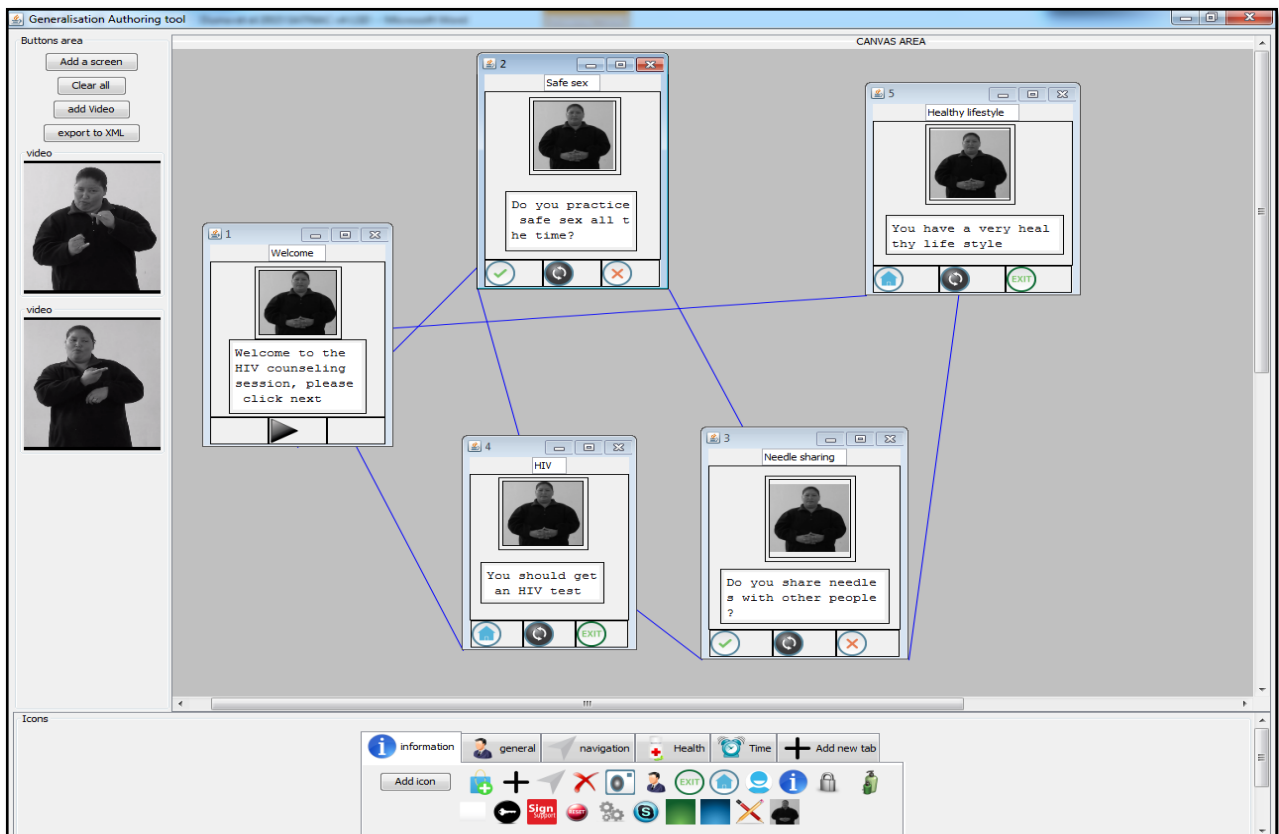 Generalisation Authoring tool
Buttons area
Add a screen
Clear all
add Video
export to XML
video
video
CANVAS AREA
1
Welcome
Welcome to the
HIV counseling
session, please
click next
2
Safe sex
Do you practice
safe sex all t
he time?
5
Healthy lifestyle
You have a very heal
thy life style
EXIT
4
HIV
You should get
an HIV test
EXIT
3
Needle sharing
Do you share needle
s with other people
?
Icons
information
general
navigation
Health
Time
Add new tab
Add icon
EXIT
Sign
Support
RESET